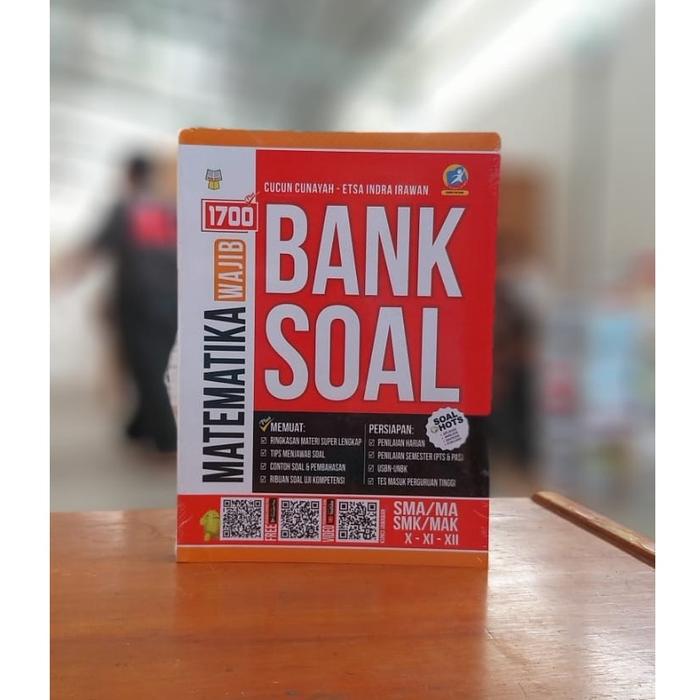 CUCUN CUNAYAH - ETSA INDRA IRAWAN
1700
BANK
SOAL
MATEMATIKA
WAJIB
MEMUAT:
RINGKASAN MATERI SUPER LENGKAP
TIPS MENJAWAB SOAL
CONTOH SOAL & PEMBAHASAN
RIBUAN SOAL UJI KOMPETENSI
PERSIAPAN:
PENILAIAN HARIAN
PENILAIAN SEMESTER (PTS & PAS)
USBN-UNBK
TES MASUK PERGURUAN TINGGI
SOAL
HOTS
FREE
VIDEO
SMA/MA
SMK/MAK
X - XI - XII